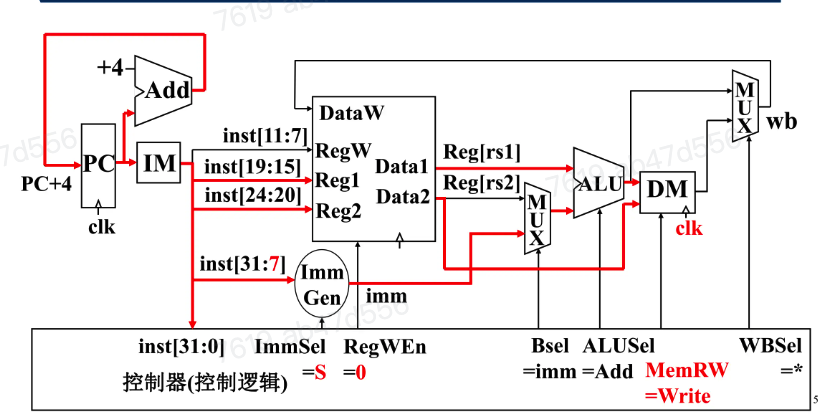 +4
Add
DataW
M
U
X
wb
inst[11:7]
RegW
PC
IM
inst[19:15]
Reg1
Data1
Reg[rs1]
ALU
DM
PC+4
inst[24:20]
Reg2
Data2
Reg[rs2]
M
U
X
clk
clk
inst[31:7]
Imm
Gen
imm
inst[31:0]
ImmSel
=S
RegWEn
=0
Bsel
=imm
ALUSel
=Add
MemRW
=Write
WBSel
=*
控制器(控制逻辑)
5